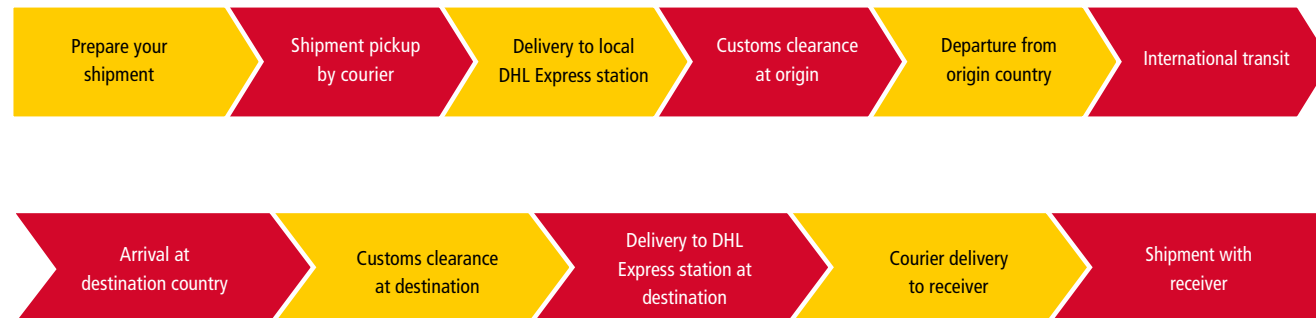 Prepare your
shipment
Shipment pickup
by courier
Delivery to local
DHL Express station
Customs clearance
at origin
Departure from
origin country
International transit
Arrival at
destination country
Customs clearance
at destination
Delivery to DHL
Express station at
destination
Courier delivery
to receiver
Shipment with
receiver